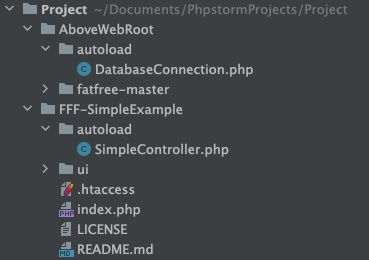 Project ~/Documents/PhpstormProjects/Project
AboveWebRoot
autoload
DatabaseConnection.php
fatfree-master
FFF-SimpleExample
autoload
SimpleController.php
ui
.htaccess
index.php
LICENSE
README.md